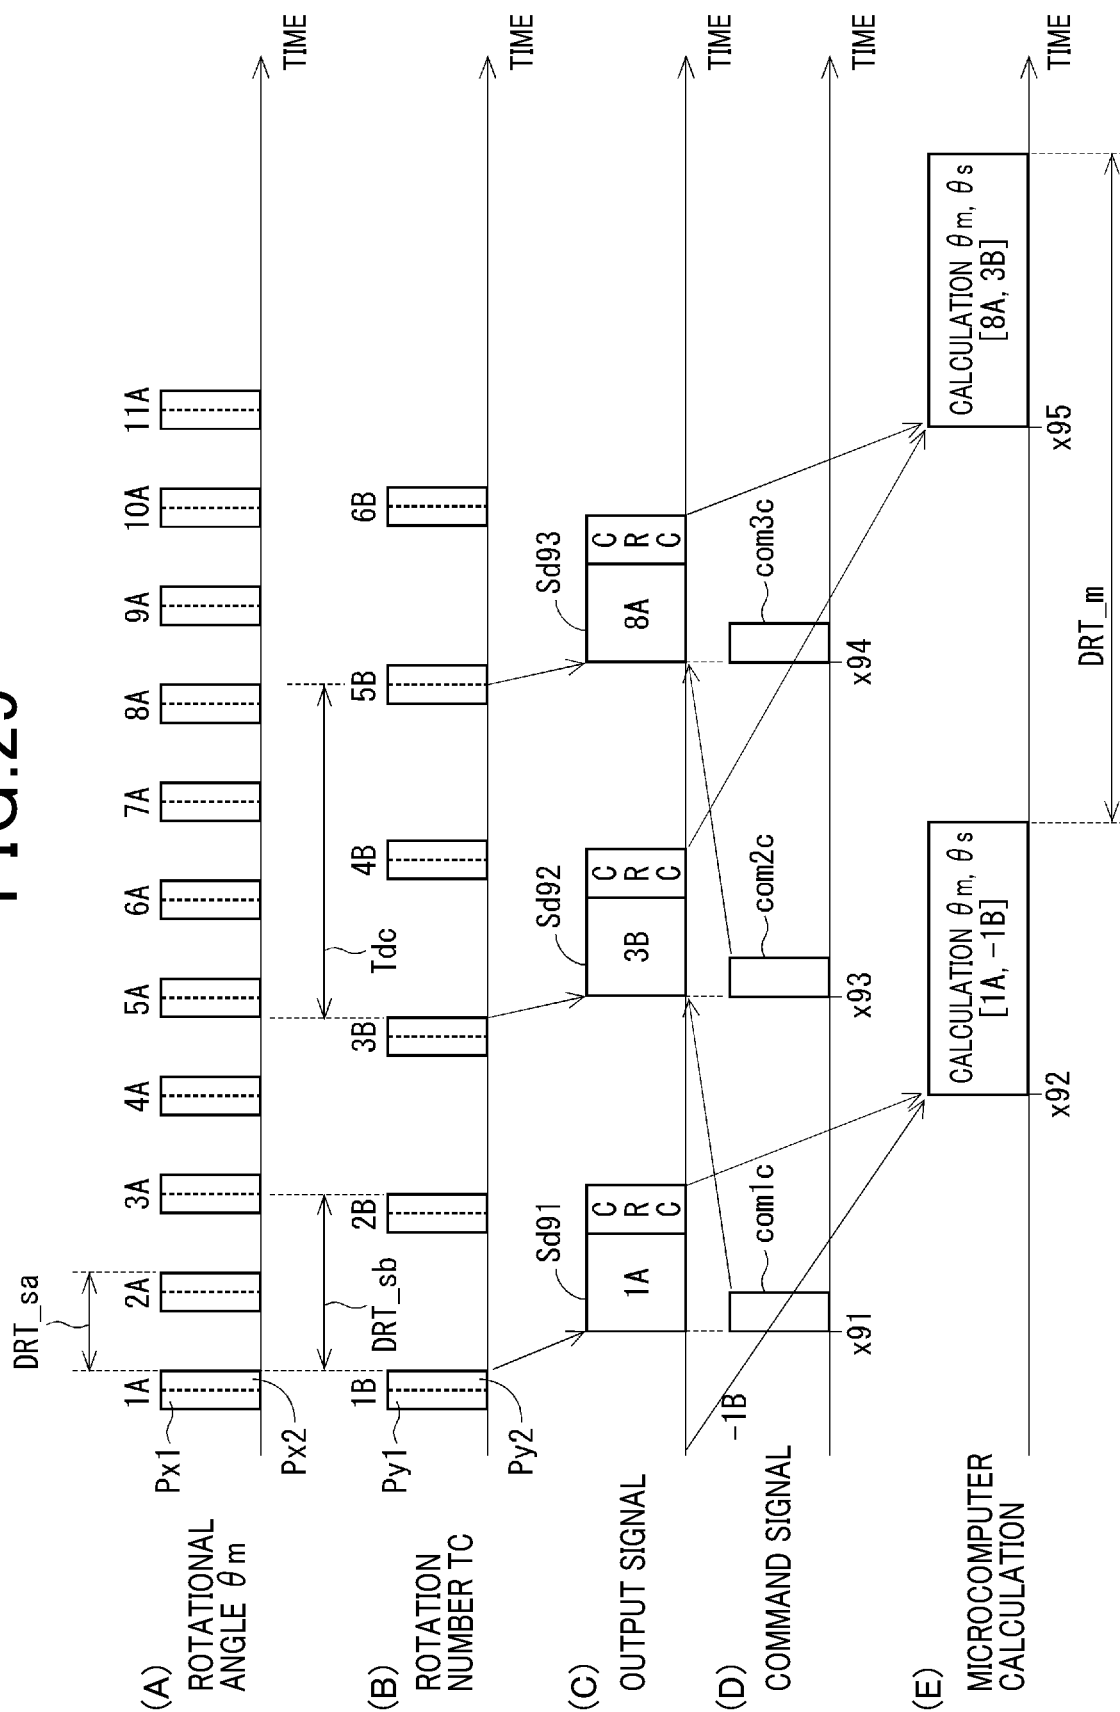 (A) ROTATIONAL
ANGLE θm
Px1
Px2
1A
2A
3A
4A
5A
6A
7A
8A
9A
10A
11A
DRT_sa
TIME
(B) ROTATION
NUMBER TC
Py1
Py2
1B
2B
3B
4B
5B
6B
DRT_sb
Tdc
TIME
(C) OUTPUT SIGNAL
Sd91
1A
CRC
Sd92
3B
CRC
Sd93
8A
CRC
TIME
(D) COMMAND SIGNAL
-1B
com1c
com2c
com3c
x91
x93
x94
TIME
(E) MICROCOMPUTER
CALCULATION
CALCULATION θm, θs
[1A, -1B]
x92
CALCULATION θm, θs
[8A, 3B]
x95
DRT_m
TIME